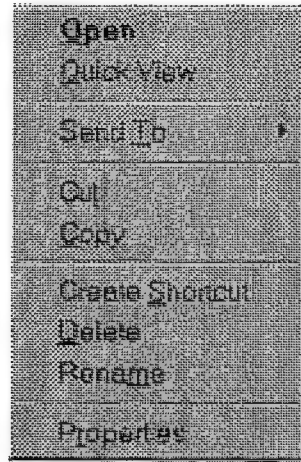 Open
Quick View
Send To
Cut
Copy
Create Shortcut
Delete
Rename
Properties